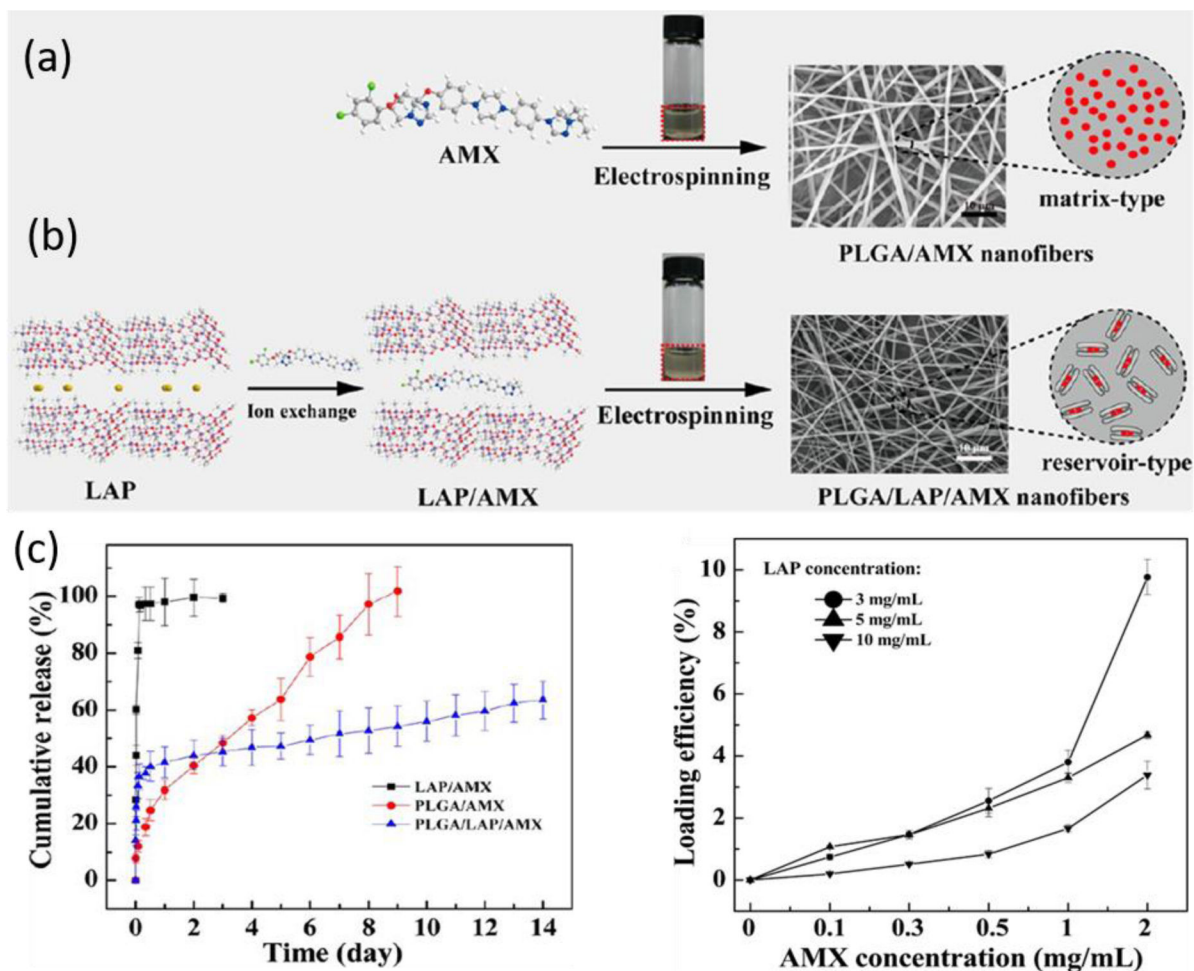 (a)
AMX
Electrospinning
10 µm
matrix-type
PLGA/AMX nanofibers
(b)
Ion exchange
Electrospinning
10 µm
reservoir-type
LAP
LAP/AMX
PLGA/LAP/AMX nanofibers
(c)
Cumulative release (%)
100
80
60
40
20
0
LAP/AMX
PLGA/AMX
PLGA/LAP/AMX
0 2 4 6 8 10 12 14
Time (day)
Loading efficiency (%)
10
8
6
4
2
0
LAP concentration:
3 mg/mL
5 mg/mL
10 mg/mL
0 0.1 0.3 0.5 1 2
AMX concentration (mg/mL)